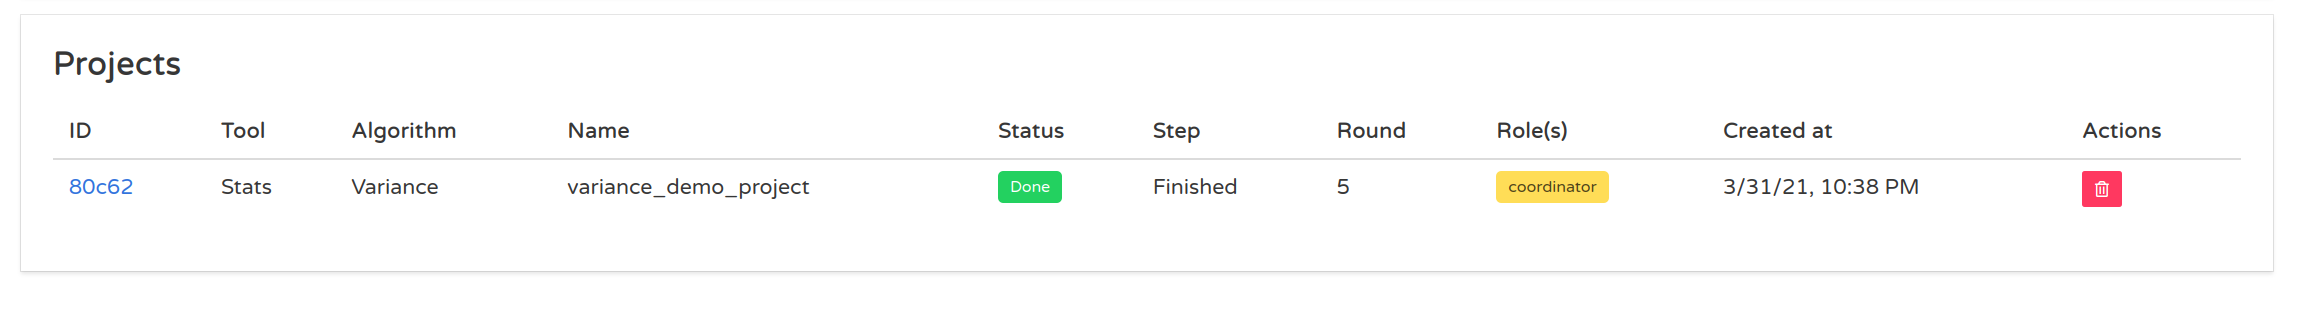 Projects
ID Tool Algorithm Name Status Step Round Role(s) Created at Actions
80c62 Stats Variance variance_demo_project Done Finished 5 coordinator 3/31/21, 10:38 PM